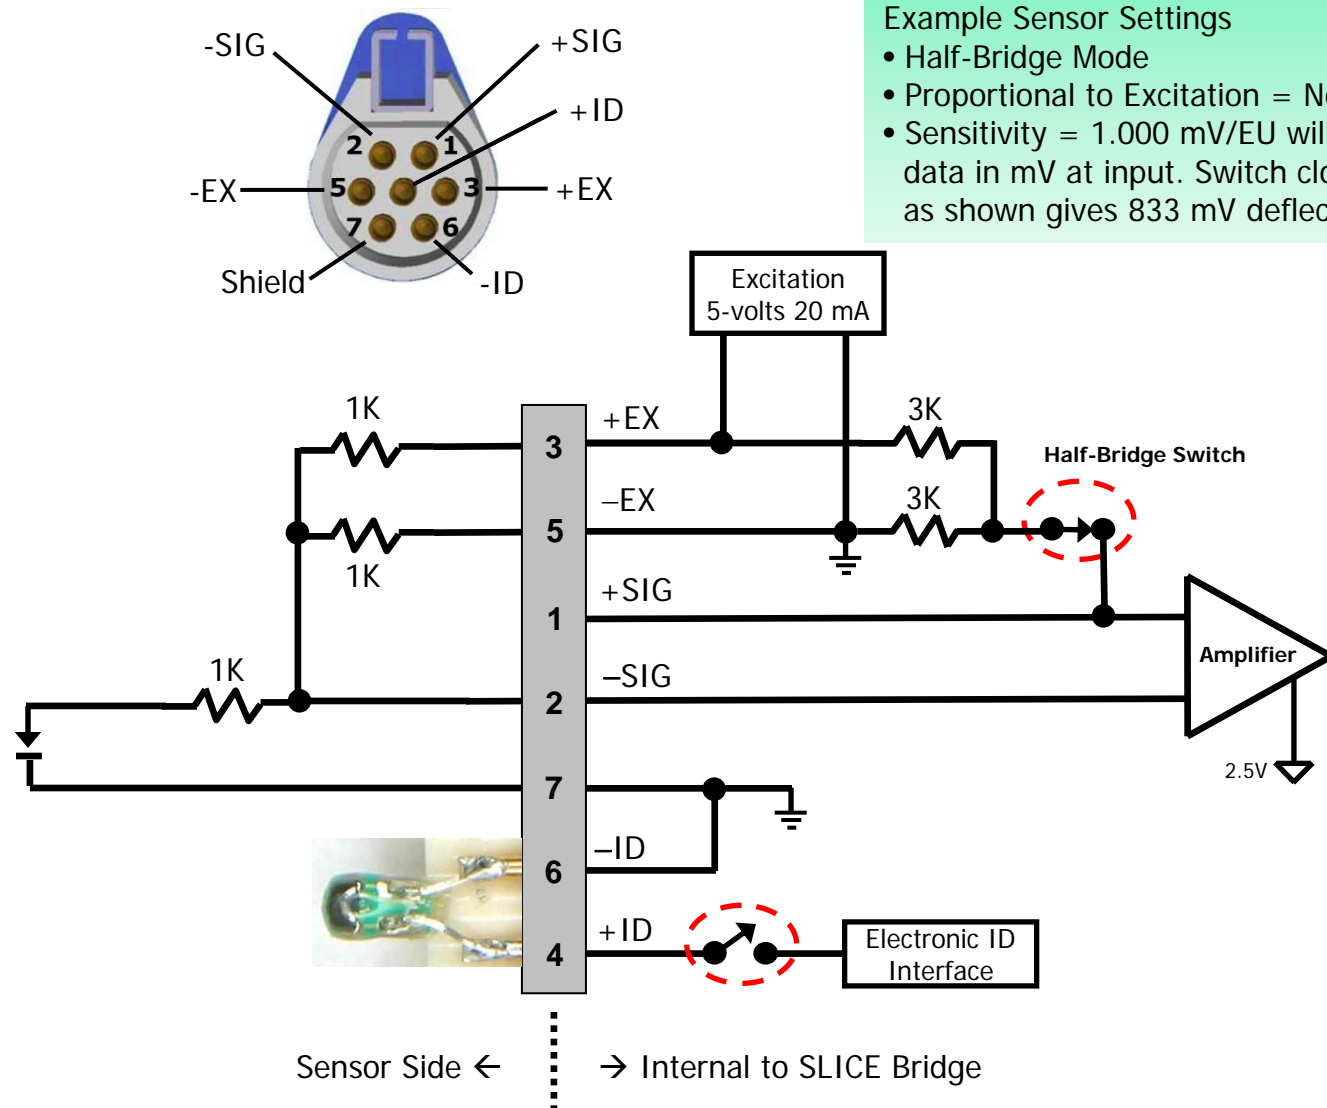 -SIG
+SIG
+ID
2
1
-EX
5
3
+EX
7
6
Shield
-ID
Example Sensor Settings
• Half-Bridge Mode
• Proportional to Excitation =
• Sensitivity = 1.000 mV/EU
data in mV at input. Switch
as shown gives 833 mV
Excitation
5-volts 20 mA
1K
3
+EX
3K
Half-Bridge Switch
1K
5
–EX
3K
1
+SIG
Amplifier
1K
2
–SIG
2.5V
7
6
–ID
4
+ID
Electronic ID
Interface
Sensor Side ←
→ Internal to SLICE Bridge